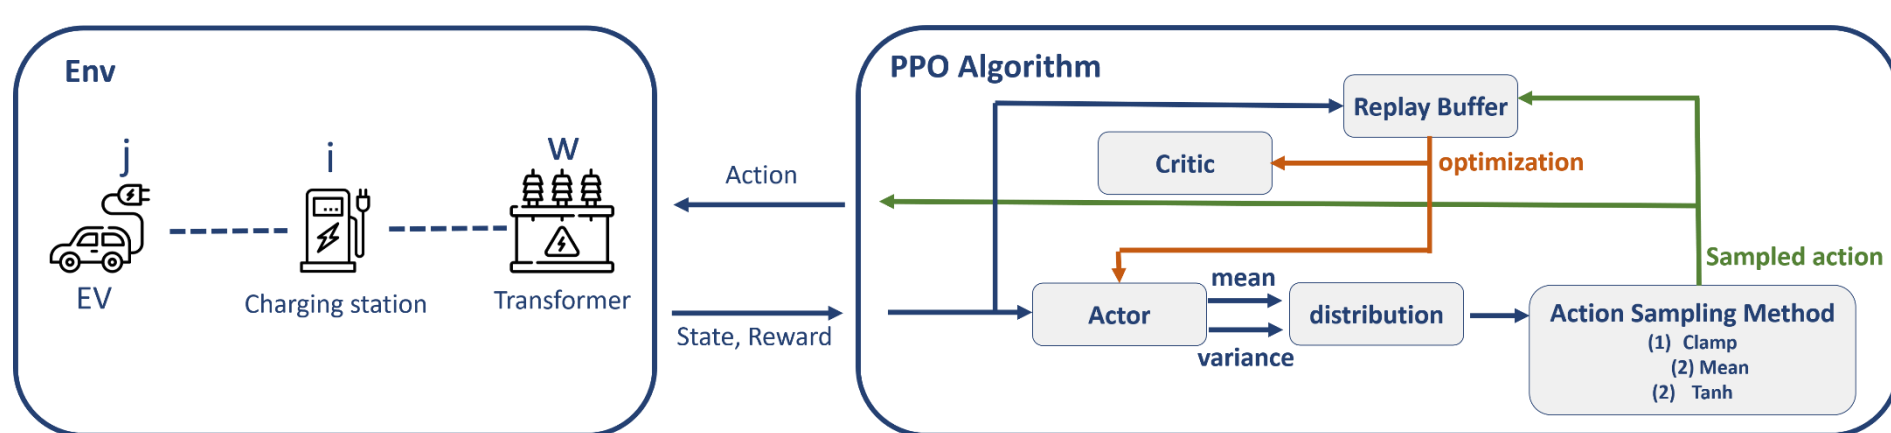 Env
j
i
w
EV
Charging station
Transformer
Action
State, Reward
PPO Algorithm
Replay Buffer
Critic
optimization
Sampled action
mean
Actor
variance
distribution
Action Sampling Method
(1) Clamp
(2) Mean
(2) Tanh